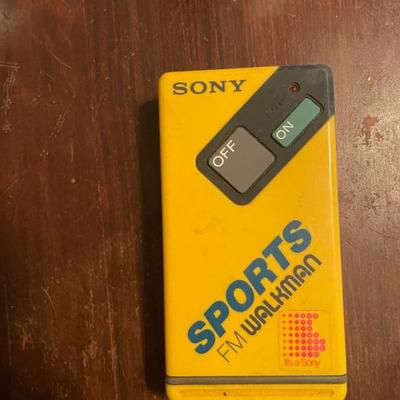 SONY
ON
OFF
SPORTS
FM WALKMAN
It's a Sony